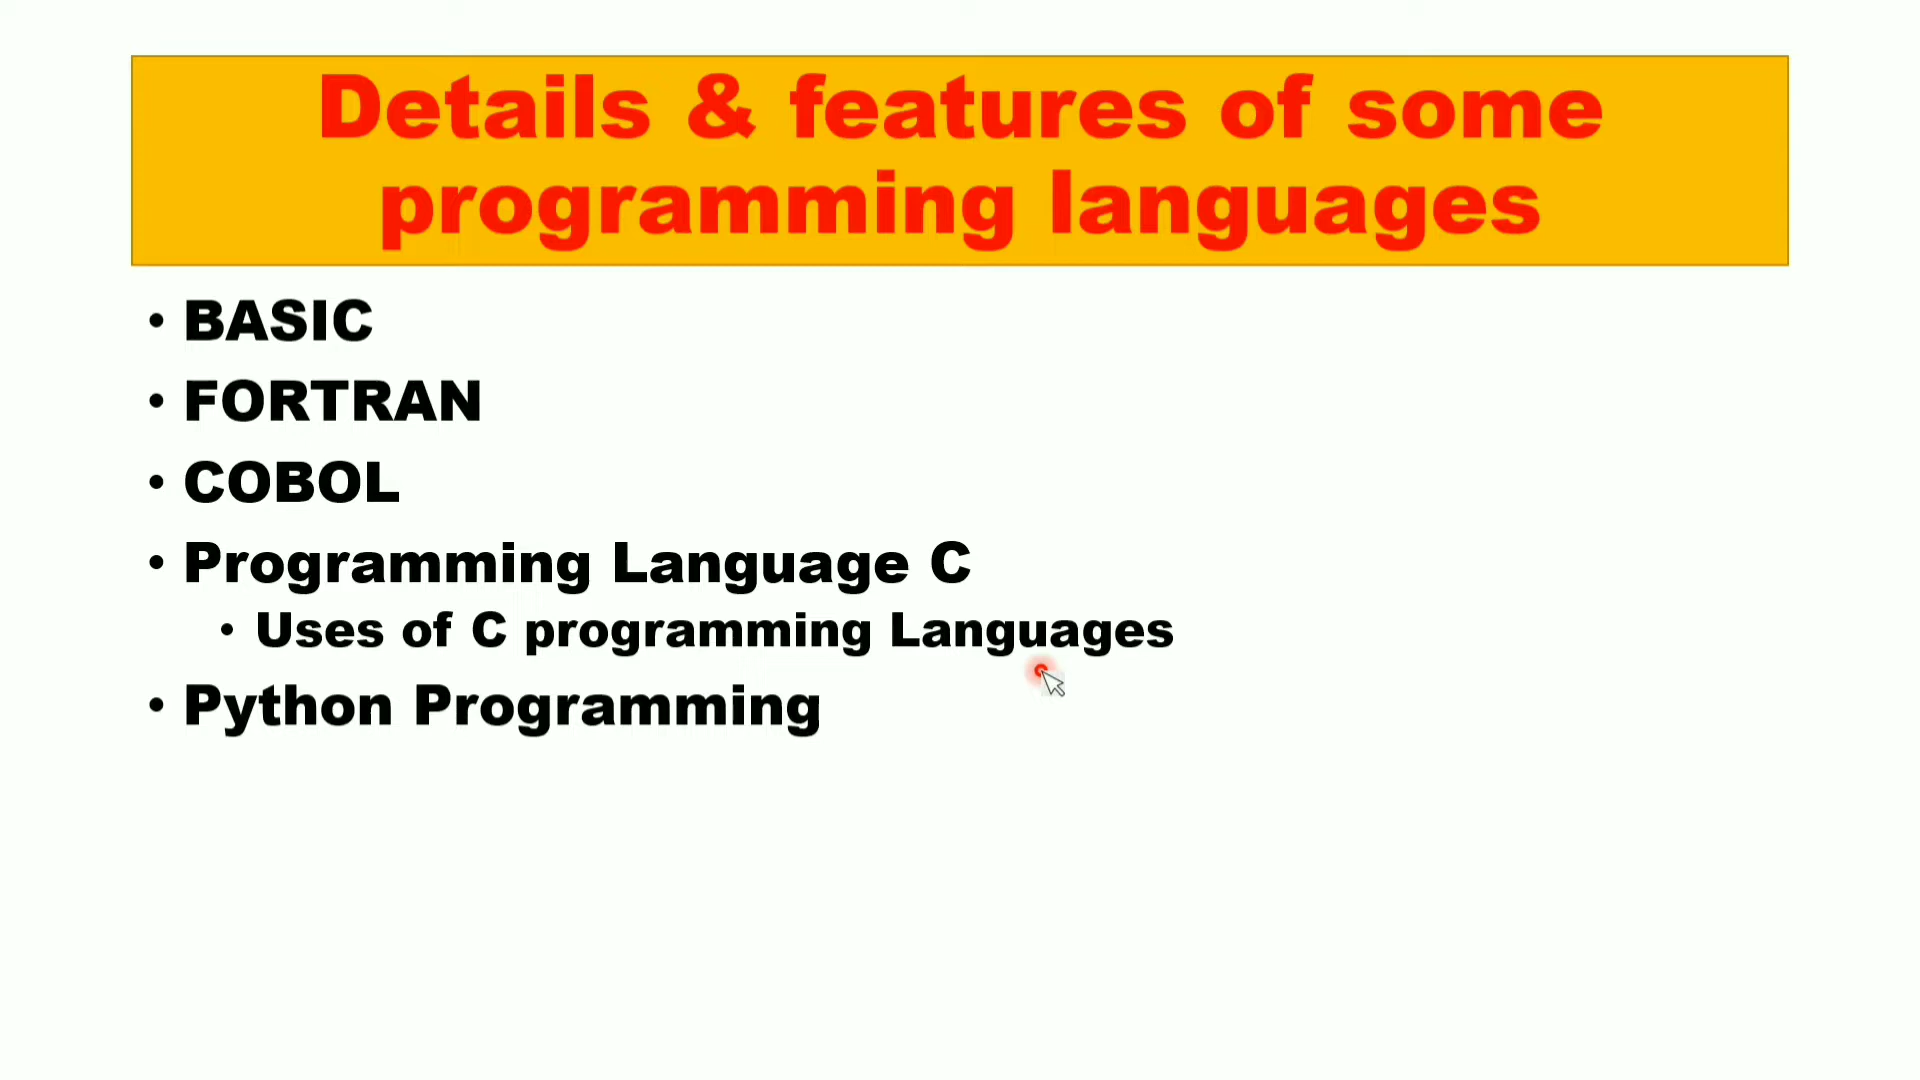 Details & features of some
programming languages
• BASIC
• FORTRAN
• COBOL
• Programming Language C
• Uses of C programming Languages
• Python Programming